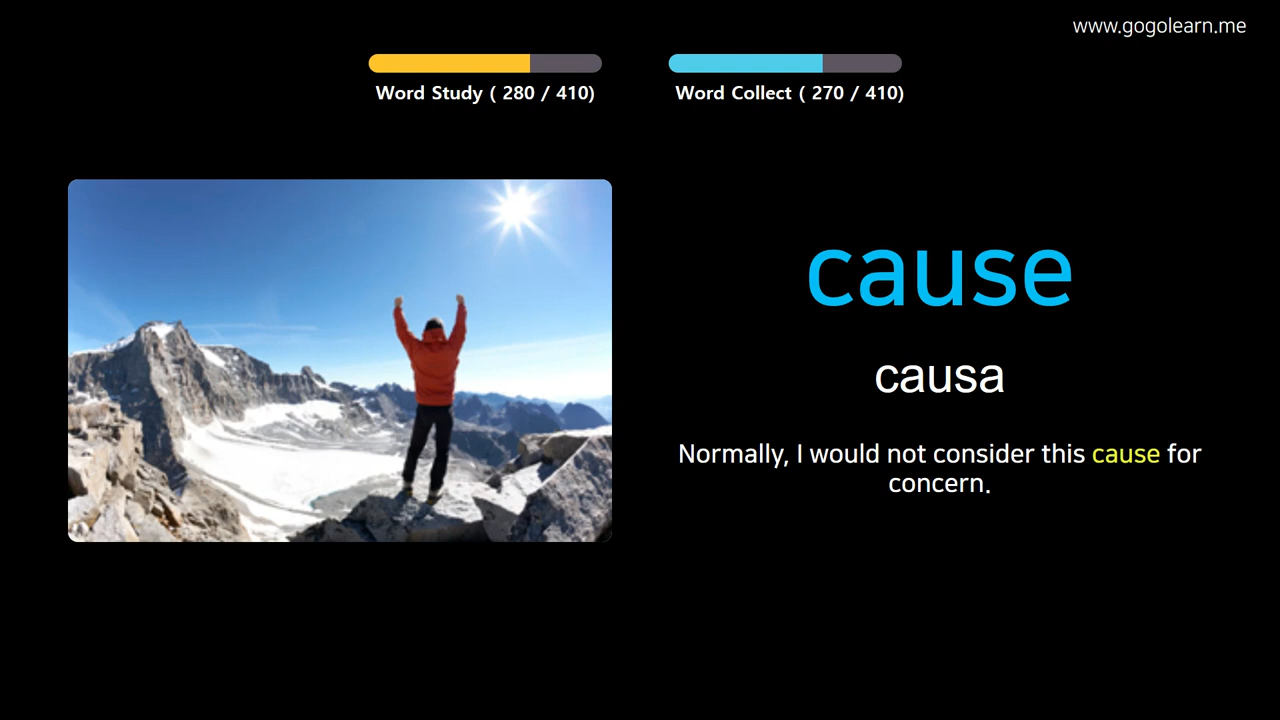 www.gogolearn.me
Word Study ( 280 / 410)
Word Collect ( 270 / 410)
cause
causa
Normally, I would not consider this cause for
concern.